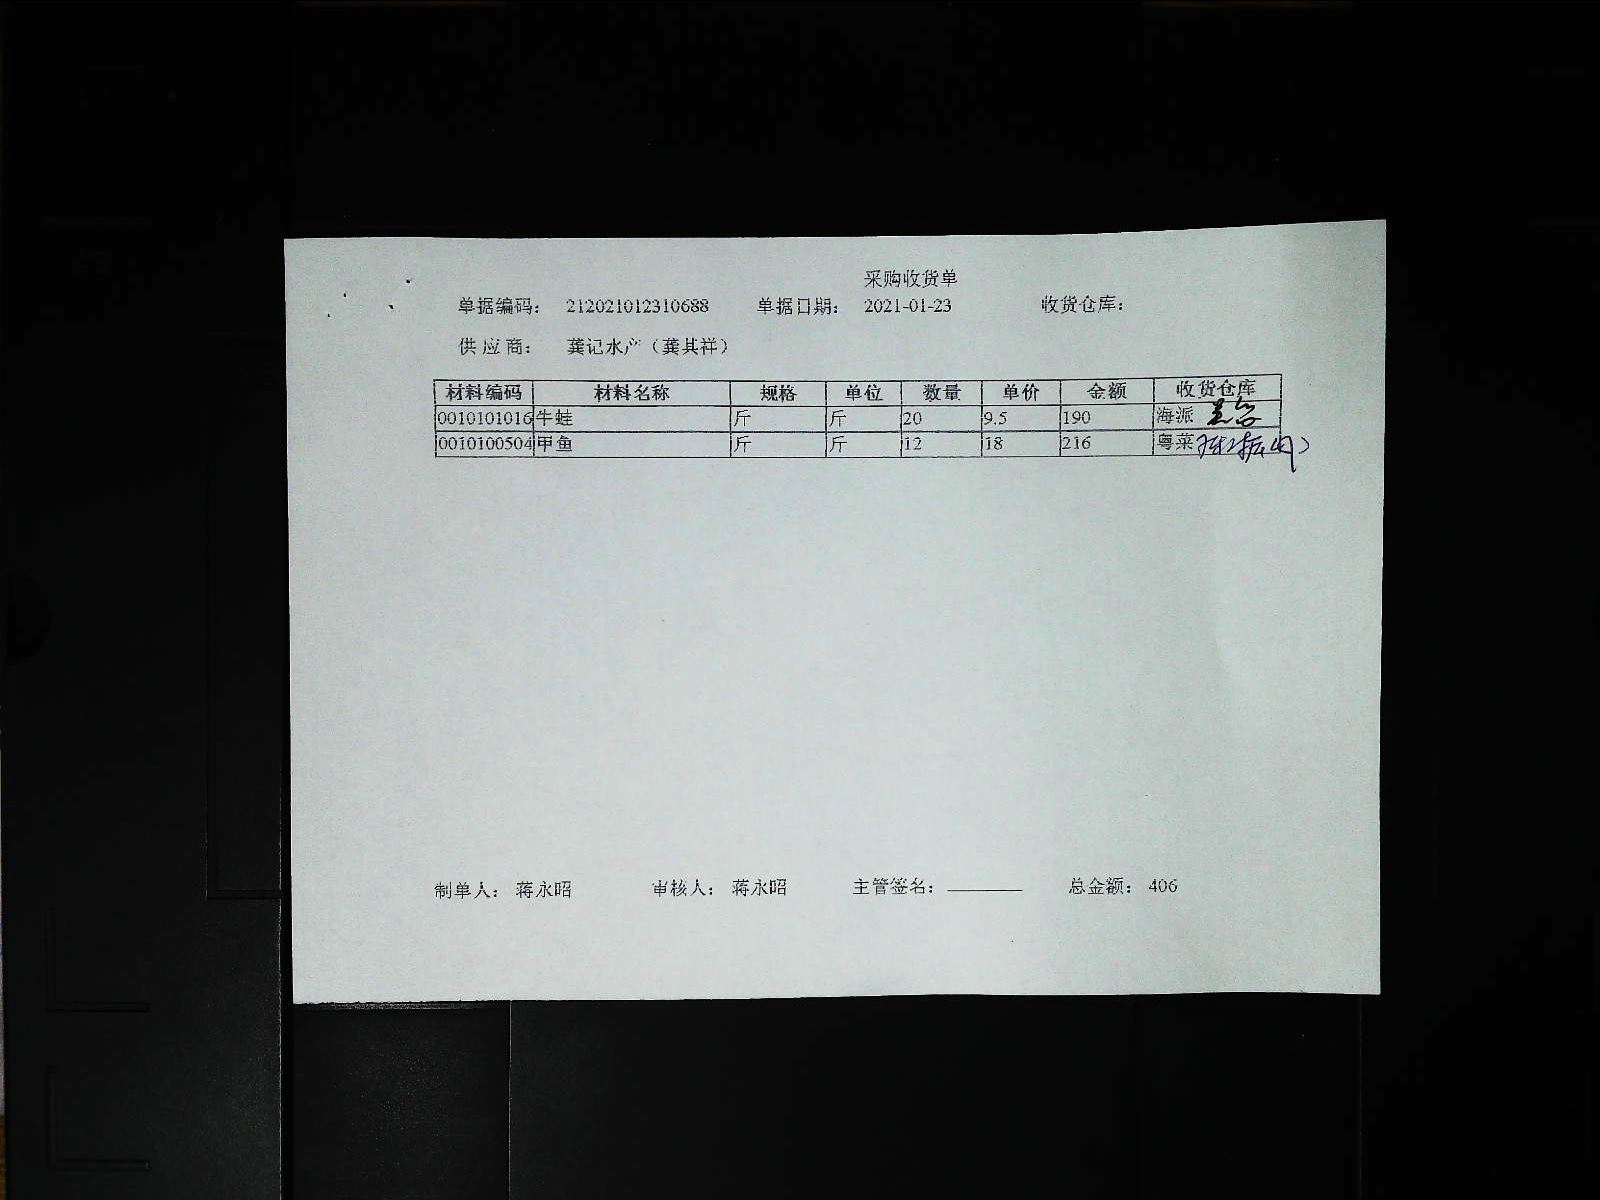 采购收货单
单据编码： 212021012310688 单据日期： 2021-01-23 收货仓库：
供应商： 龚记水产（龚其祥）
材料编码 材料名称 规格 单位 数量 单价 金额 收货仓库
0010101016 牛蛙 斤 斤 20 9.5 190 海派
0010100504 甲鱼 斤 斤 12 18 216 粤菜
制单人： 蒋永昭 审核人： 蒋永昭 主管签名： 总金额： 406